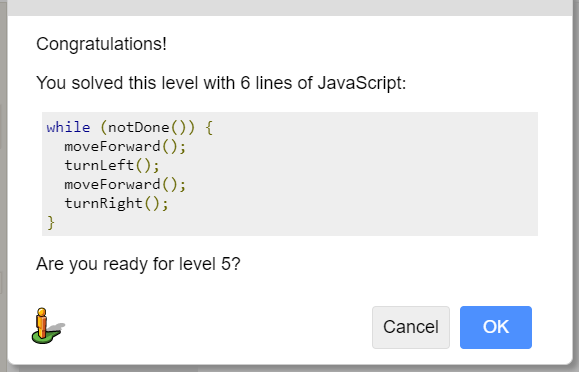 Congratulations!
You solved this level with 6 lines of JavaScript:
while (notDone()) {
  moveForward();
  turnLeft();
  moveForward();
  turnRight();
}
Are you ready for level 5?
Cancel OK